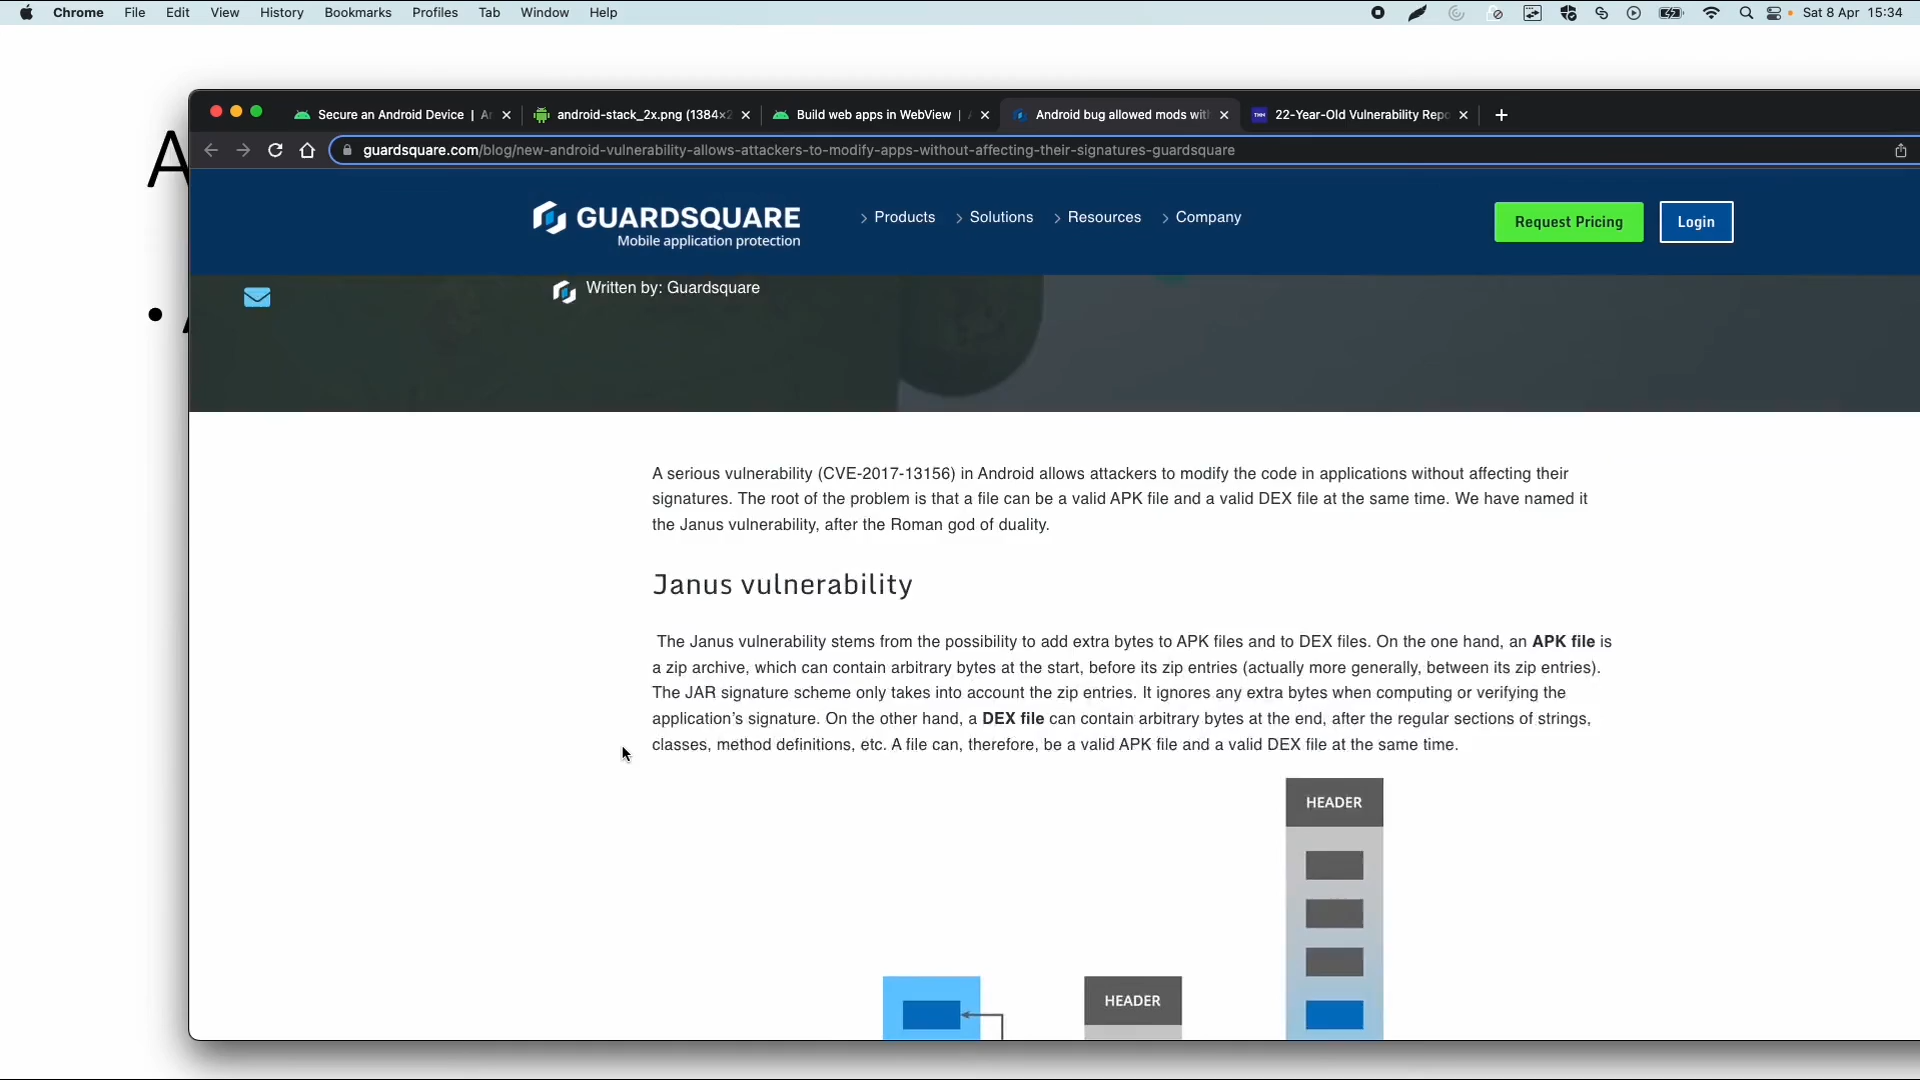 Chrome File Edit View History Bookmarks Profiles Tab Window Help Sat 8 Apr 15:34
Secure an Android Device | android-stack_2x.png (1384× Build web apps in WebView | Android bug allowed mods wit 22-Year-Old Vulnerability Repo
guardsquare.com/blog/new-android-vulnerability-allows-attackers-to-modify-apps-without-affecting-their-signatures-guardsquare
GUARDSQUARE
Mobile application protection
Products Solutions Resources Company
Request Pricing Login
Written by: Guardsquare
A serious vulnerability (CVE-2017-13156) in Android allows attackers to modify the code in applications without affecting their
signatures. The root of the problem is that a file can be a valid APK file and a valid DEX file at the same time. We have named it
the Janus vulnerability, after the Roman god of duality.
Janus vulnerability
The Janus vulnerability stems from the possibility to add extra bytes to APK files and to DEX files. On the one hand, an APK file is
a zip archive, which can contain arbitrary bytes at the start, before its zip entries (actually more generally, between its zip entries).
The JAR signature scheme only takes into account the zip entries. It ignores any extra bytes when computing or verifying the
application's signature. On the other hand, a DEX file can contain arbitrary bytes at the end, after the regular sections of strings,
classes, method definitions, etc. A file can, therefore, be a valid APK file and a valid DEX file at the same time.
HEADER
HEADER